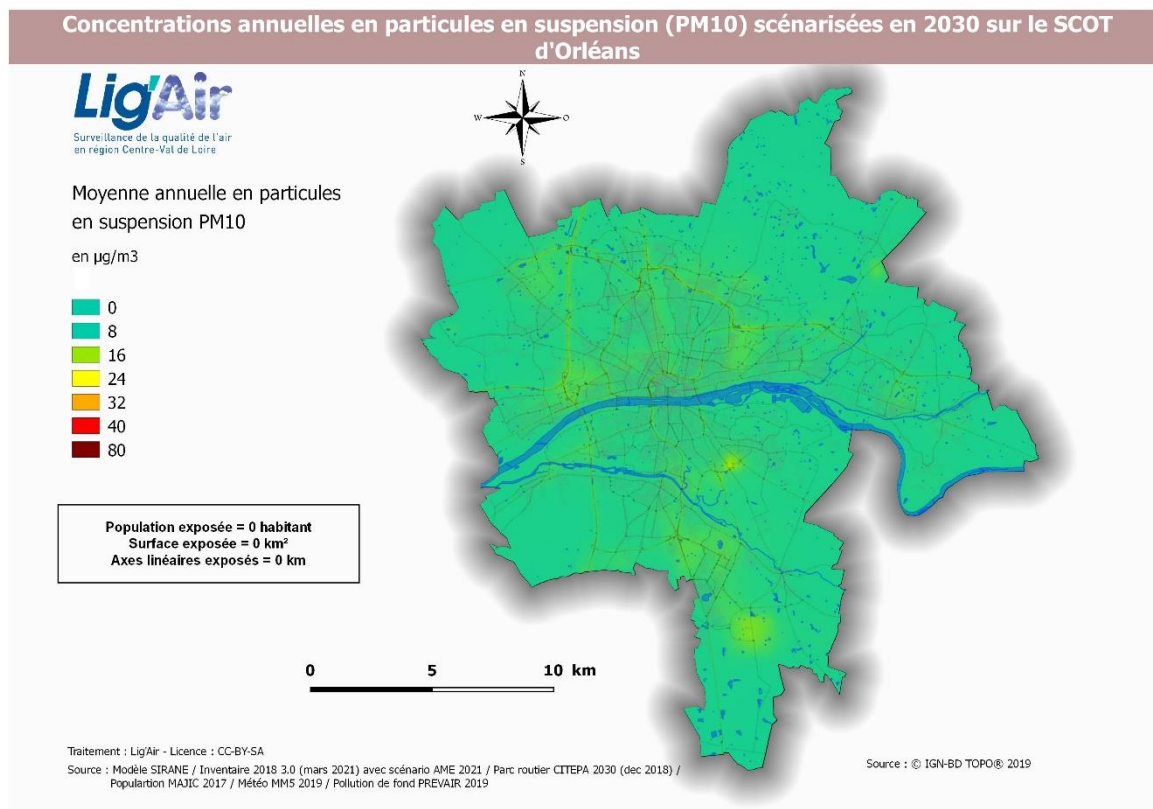 Concentrations annuelles en particules en suspension (PM10) scénarisées en 2030 sur le SCOT
d'Orléans
Lig'Air
Surveillance de la qualité de l'air
en région Centre-Val de Loire
N
W
O
S
Moyenne annuelle en particules
en suspension PM10
en µg/m3
0
8
16
24
32
40
80
Population exposée = 0 habitant
Surface exposée = 0 km²
Axes linéaires exposés = 0 km
0 5 10 km
Traitement : Lig'Air - Licence : CC-BY-SA
Source : Modèle SIRANE / Inventaire 2018 3.0 (mars 2021) avec scénario AME 2021 / Parc routier CITEPA 2030 (dec 2018) /
Population MAJIC 2017 / Météo MM5 2019 / Pollution de fond PREVAIR 2019
Source : © IGN-BD TOPO® 2019